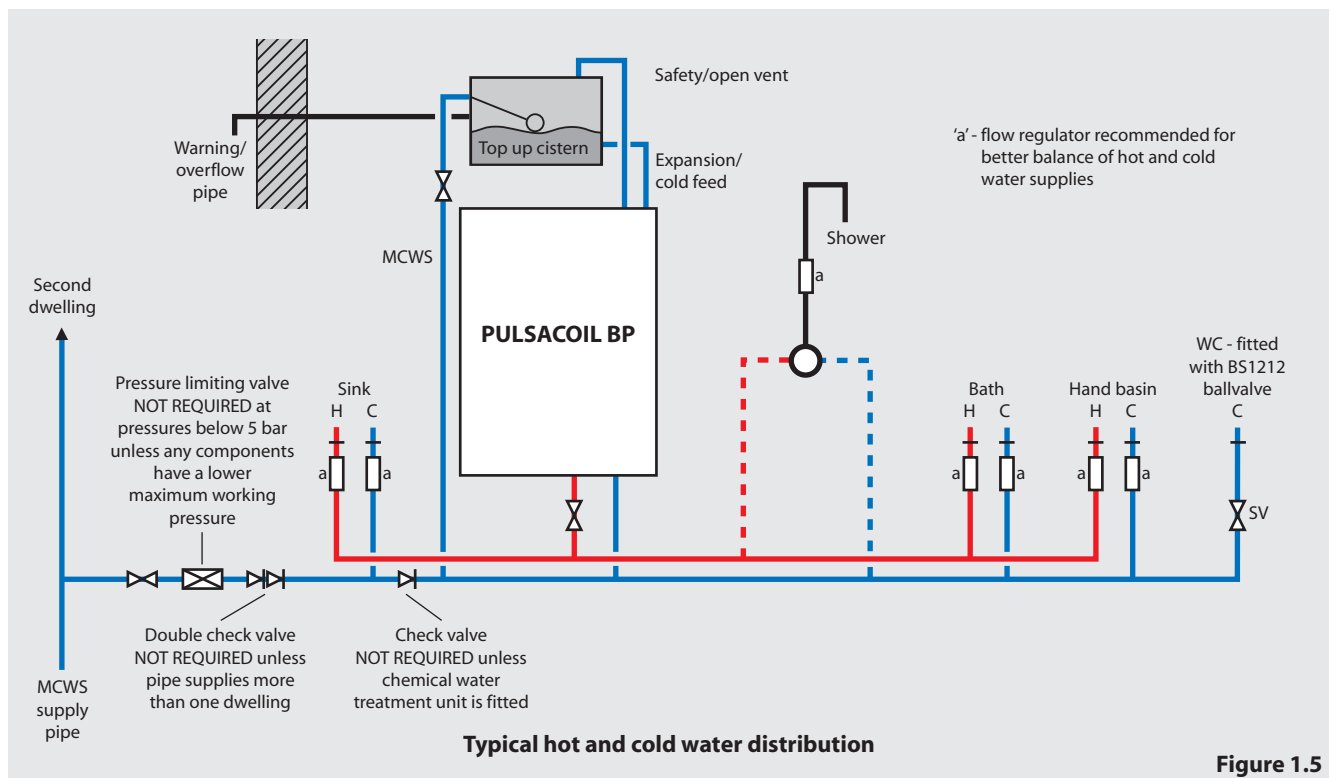 Safety/open vent
Warning/
overflow
pipe
Top up cistern
Expansion/
cold feed
'a' - flow regulator recommended for
better balance of hot and cold
water supplies
MCWS
Shower
a
Second
dwelling
PULSACOIL BP
Pressure limiting valve
NOT REQUIRED at
pressures below 5 bar
unless any components
have a lower
maximum working
pressure
Sink
H C
a a
Bath
H C
a a
Hand basin
H C
a a
WC - fitted
with BS1212
ballvalve
C
SV
Double check valve
NOT REQUIRED unless
pipe supplies more
than one dwelling
Check valve
NOT REQUIRED unless
chemical water
treatment unit is fitted
MCWS
supply
pipe
Typical hot and cold water distribution
Figure 1.5